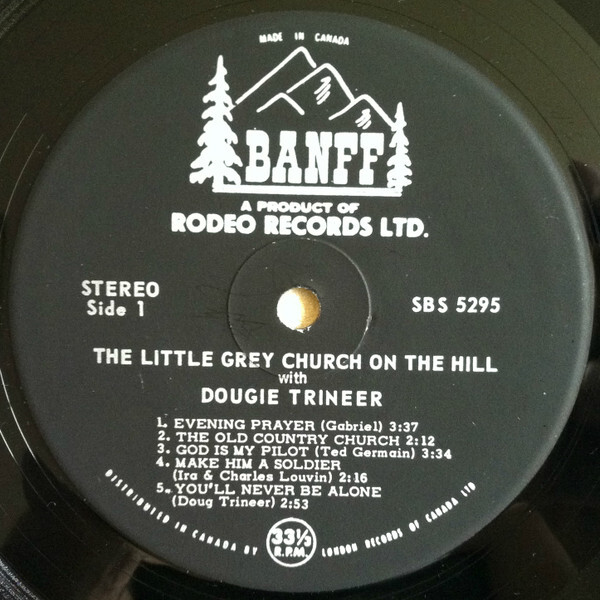 MADE IN CANADA
BANFF
A PRODUCT OF
RODEO RECORDS LTD.
STEREO
Side 1
SBS 5295
THE LITTLE GREY CHURCH ON THE HILL
with
DOUGIE TRINEER
1. EVENING PRAYER (Gabriel) 3:37
2. THE OLD COUNTRY CHURCH 2:12
3. GOD IS MY PILOT (Ted Germain) 3:34
4. MAKE HIM A SOLDIER
(Ira & Charles Louvin) 2:16
5. YOU'LL NEVER BE ALONE
(Doug Trineer) 2:53
DISTRIBUTED IN CANADA BY LONDON RECORDS OF CANADA LTD
33⅓
R.P.M.